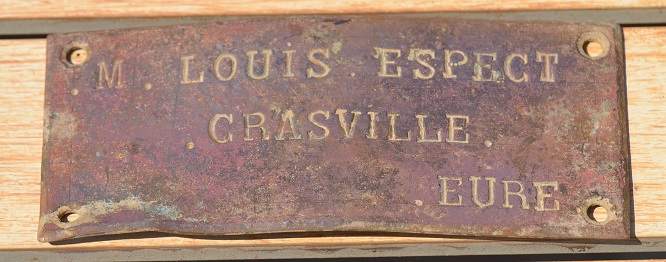 . M . LOUIS . ESPECT
. CRASVILLE .
. EURE